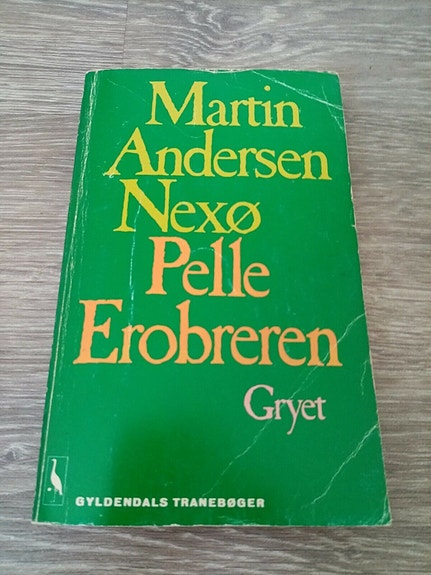 Martin
Andersen
Nexø
Pelle
Erobreren
Gryet
GYLDENDALS TRANEBØGER